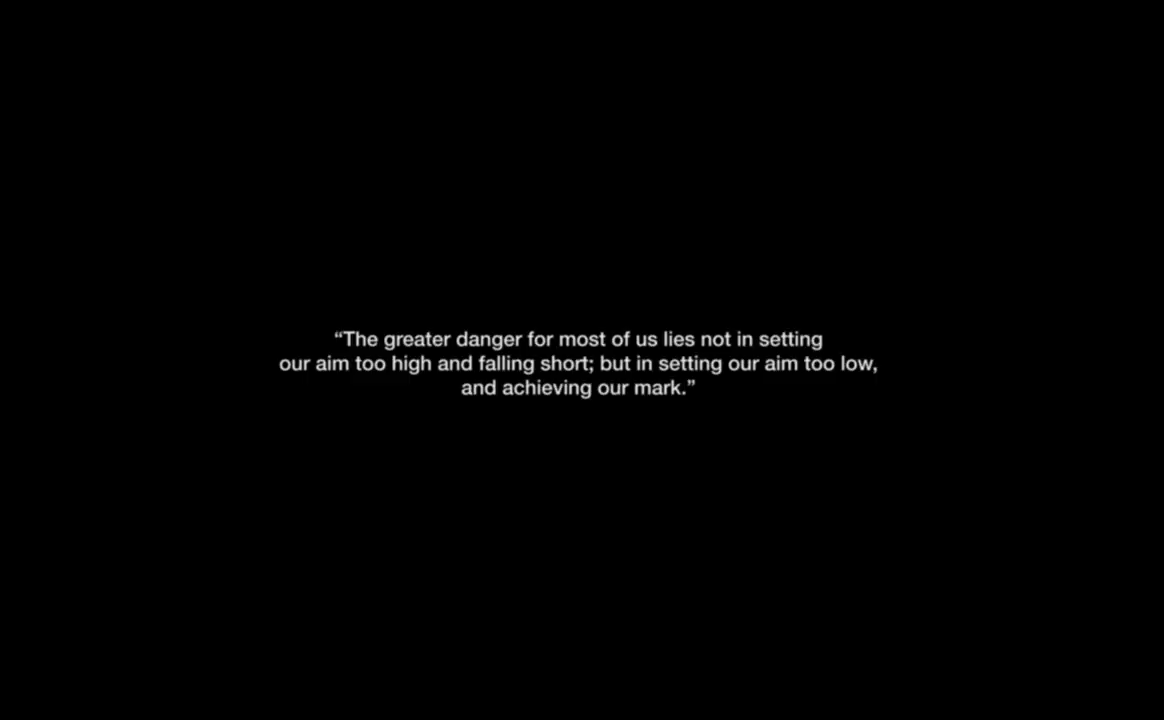 “The greater danger for most of us lies not in setting
our aim too high and falling short; but in setting our aim too low,
and achieving our mark.”